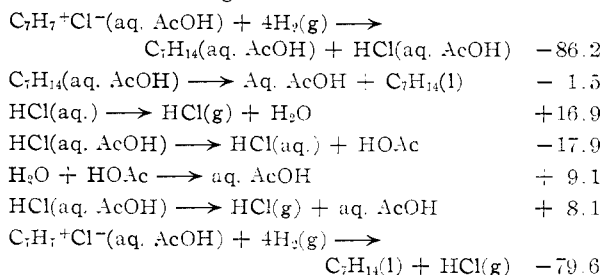 C₇H₇⁺Cl⁻(aq. AcOH) + 4H₂(g) ⟶
C₇H₁₄(aq. AcOH) + HCl(aq. AcOH) −86.2
C₇H₁₄(aq. AcOH) ⟶ Aq. AcOH + C₇H₁₄(l) − 1.5
HCl(aq.) ⟶ HCl(g) + H₂O +16.9
HCl(aq. AcOH) ⟶ HCl(aq.) + HOAc −17.9
H₂O + HOAc ⟶ aq. AcOH + 9.1
HCl(aq. AcOH) ⟶ HCl(g) + aq. AcOH + 8.1
C₇H₇⁺Cl⁻(aq. AcOH) + 4H₂(g) ⟶
C₇H₁₄(l) + HCl(g) −79.6